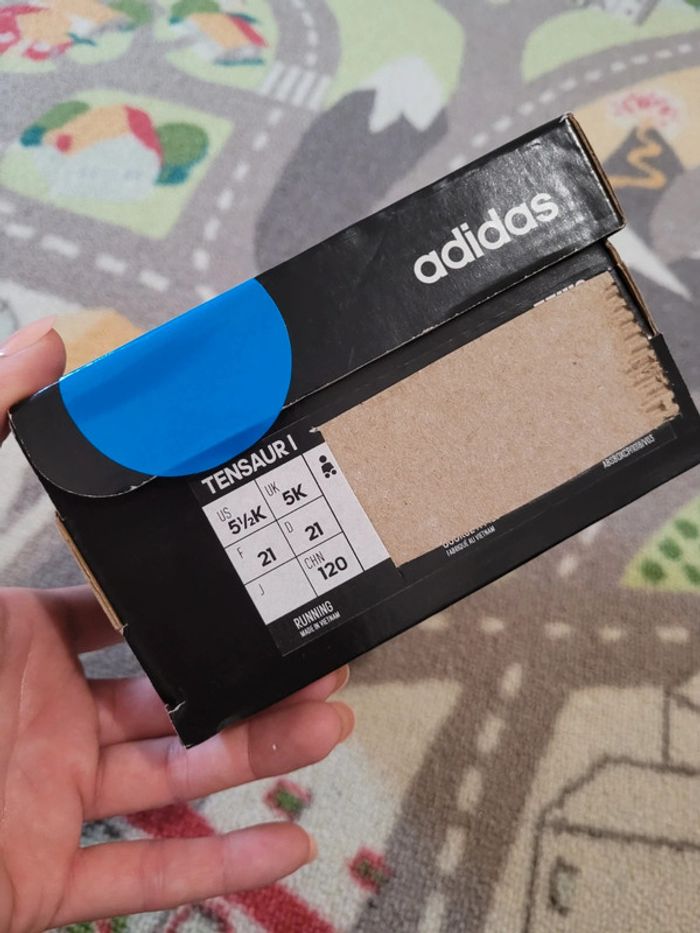 adidas
TENSAUR I
US 5½K UK 5K
F 21 D 21
J CHN 120
RUNNING
MADE IN VIETNAM
FABRIQUÉ AU VIETNAM